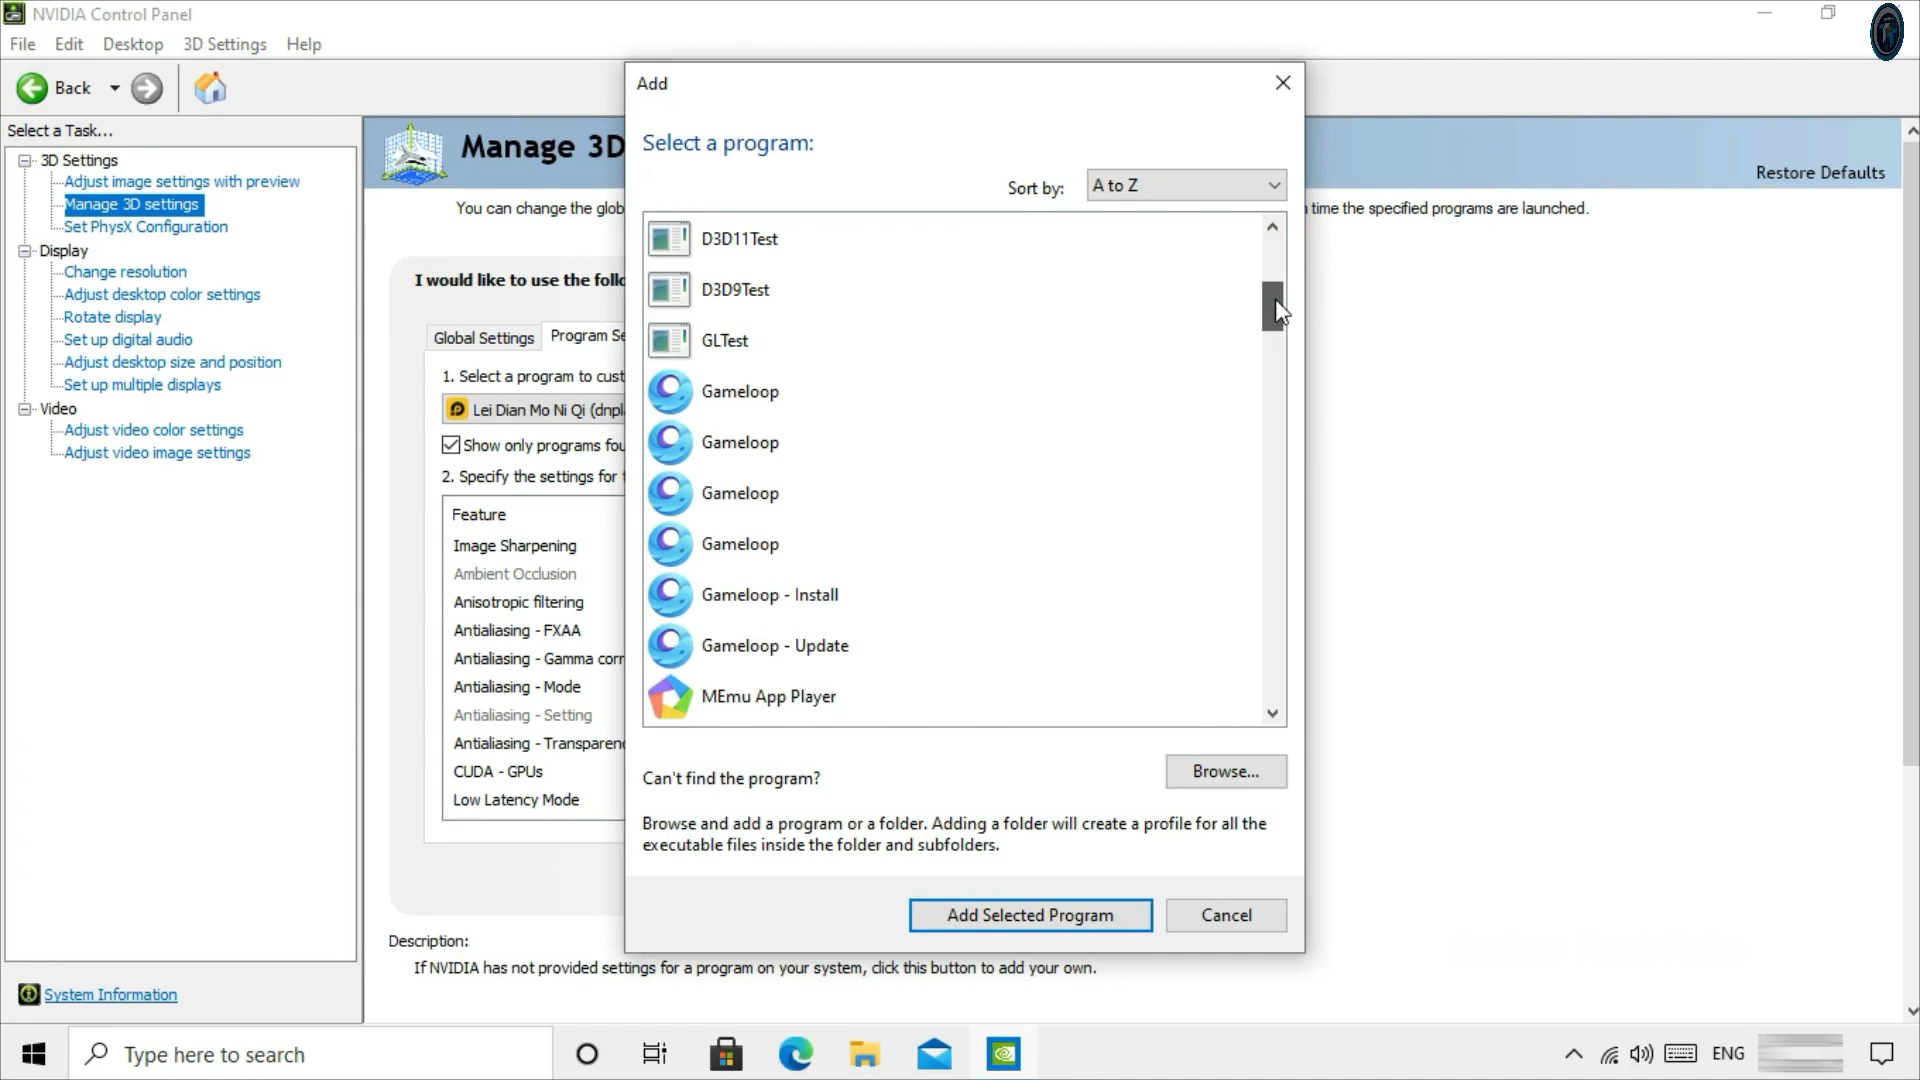 NVIDIA Control Panel
File Edit Desktop 3D Settings Help
Back
Select a Task...
3D Settings
Adjust image settings with preview
Manage 3D settings
Set PhysX Configuration
Display
Change resolution
Adjust desktop color settings
Rotate display
Set up digital audio
Adjust desktop size and position
Set up multiple displays
Video
Adjust video color settings
Adjust video image settings
System Information
Manage 3D
Restore Defaults
You can change the glob
time the specified programs are launched.
I would like to use the follo
Global Settings
Program Se
1. Select a program to cust
Lei Dian Mo Ni Qi (dnpl
Show only programs fou
2. Specify the settings for
Feature
Image Sharpening
Ambient Occlusion
Anisotropic filtering
Antialiasing - FXAA
Antialiasing - Gamma corr
Antialiasing - Mode
Antialiasing - Setting
Antialiasing - Transparen
CUDA - GPUs
Low Latency Mode
Description:
If NVIDIA has not provided settings for a program on your system, click this button to add your own.
Add
Select a program:
Sort by: A to Z
D3D11Test
D3D9Test
GLTest
Gameloop
Gameloop
Gameloop
Gameloop
Gameloop - Install
Gameloop - Update
MEmu App Player
Can't find the program?
Browse...
Browse and add a program or a folder. Adding a folder will create a profile for all the
executable files inside the folder and subfolders.
Add Selected Program
Cancel
Type here to search
ENG